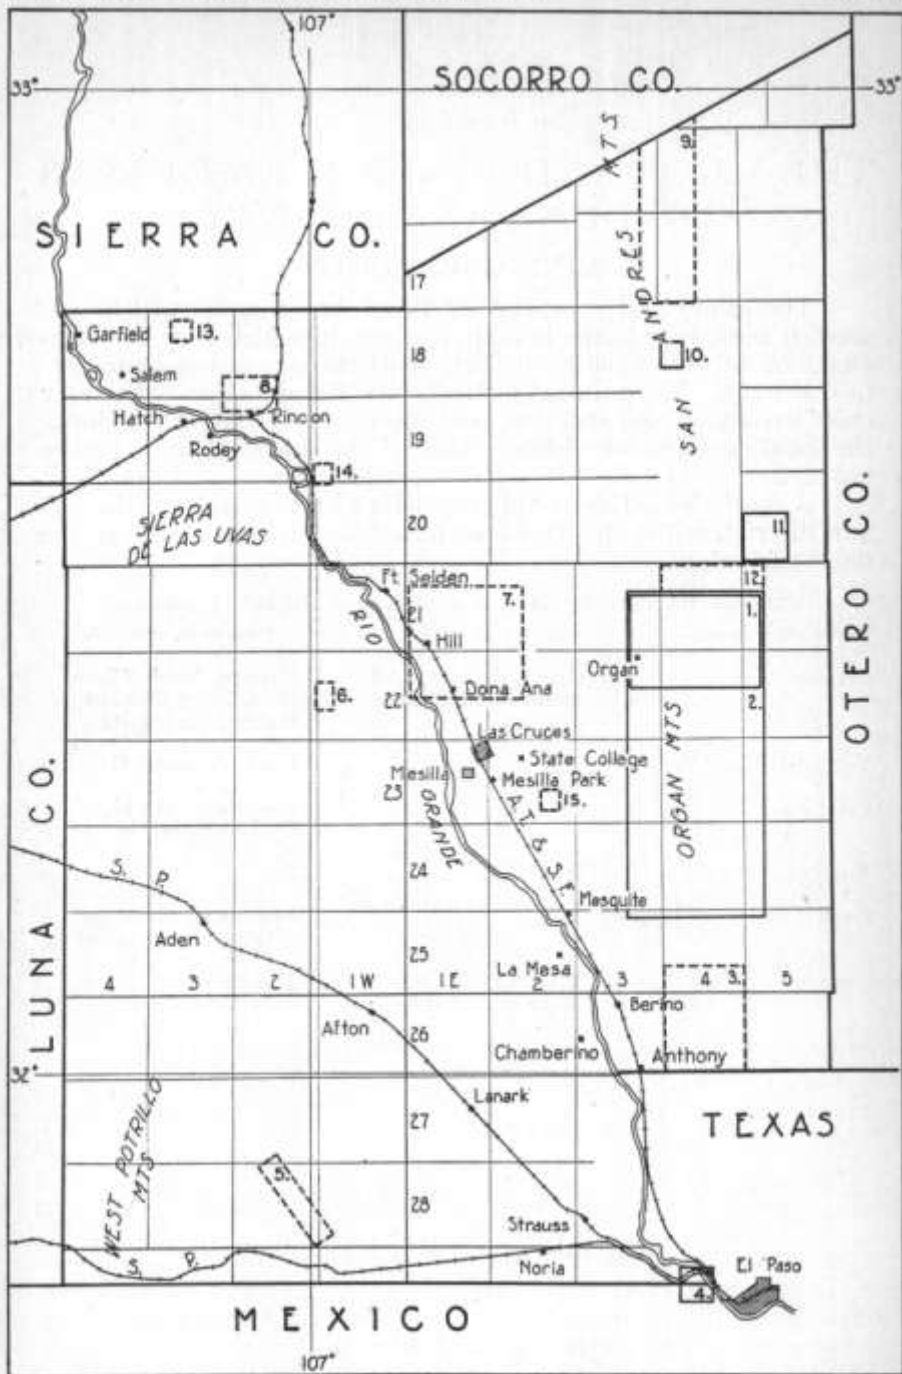 107°
33°
SOCORRO CO.
33°
MTS
9.
SIERRA CO.
17
ANDRES
Garfield
13.
18
10.
Salem
8.
Hatch
Rincon
Rodey
19
SAN
14.
SIERRA
DE LAS UVAS
20
11.
OTERO CO.
Ft. Selden
12.
7.
1.
RIO
21
Hill
Organ
6.
22
Dona Ana
2.
Las Cruces
State College
ORGAN MTS
Mesilla
Mesilla Park
23
15.
GRANDE
A.T. & S.F.
LUNA CO.
S. P.
24
Mesquite
Aden
25
La Mesa
4 3 2 1W 1E 2 3 4 3. 5
Berino
Afton
26
Chamberino
Anthony
32°
Lanark
TEXAS
27
WEST POTRILLO
MTS
5.
28
Strauss
S. P.
Noria
El Paso
4.
MEXICO
107°